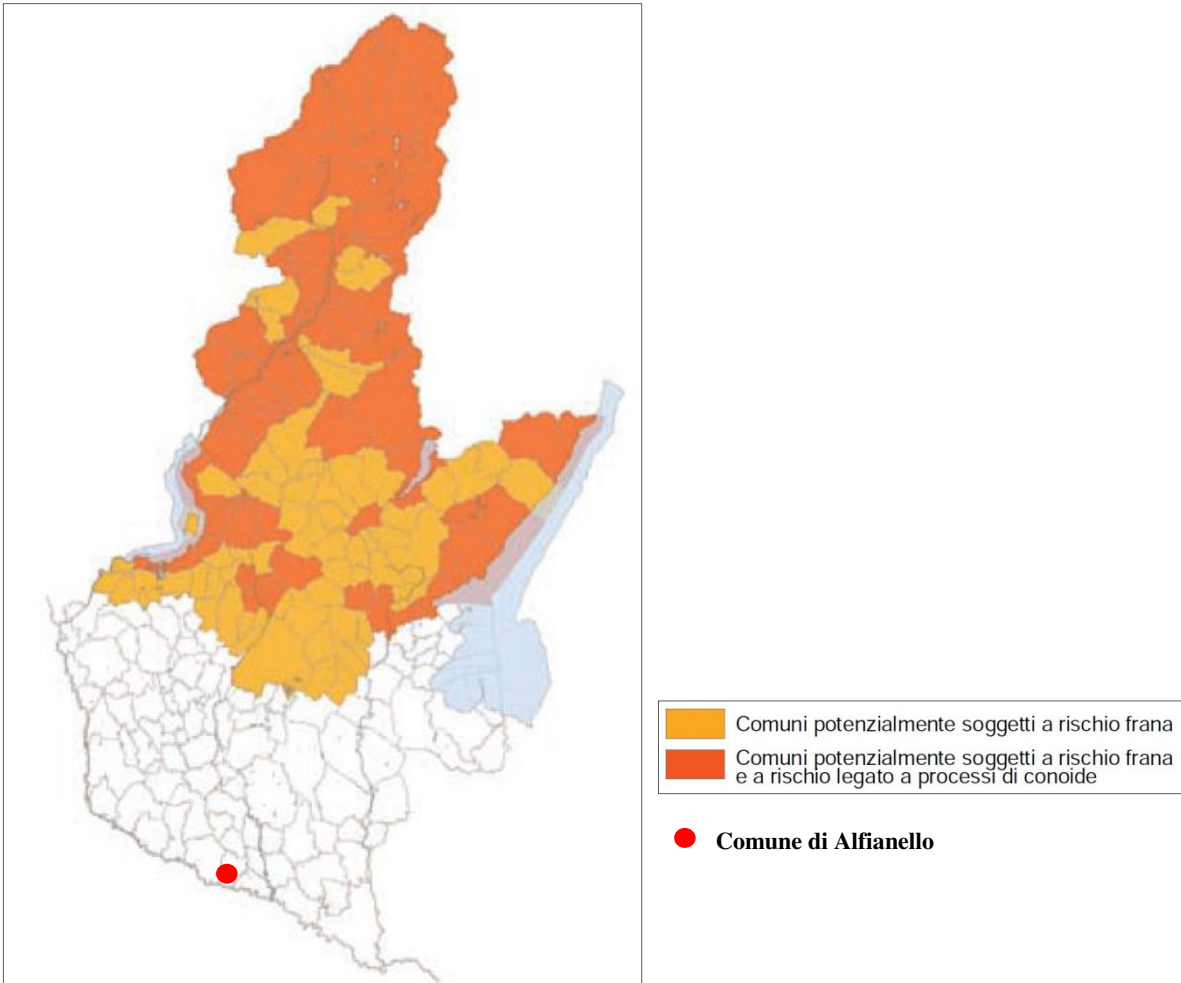 Comuni potenzialmente soggetti a rischio frana
Comuni potenzialmente soggetti a rischio frana
e a rischio legato a processi di conoide
Comune di Alfianello